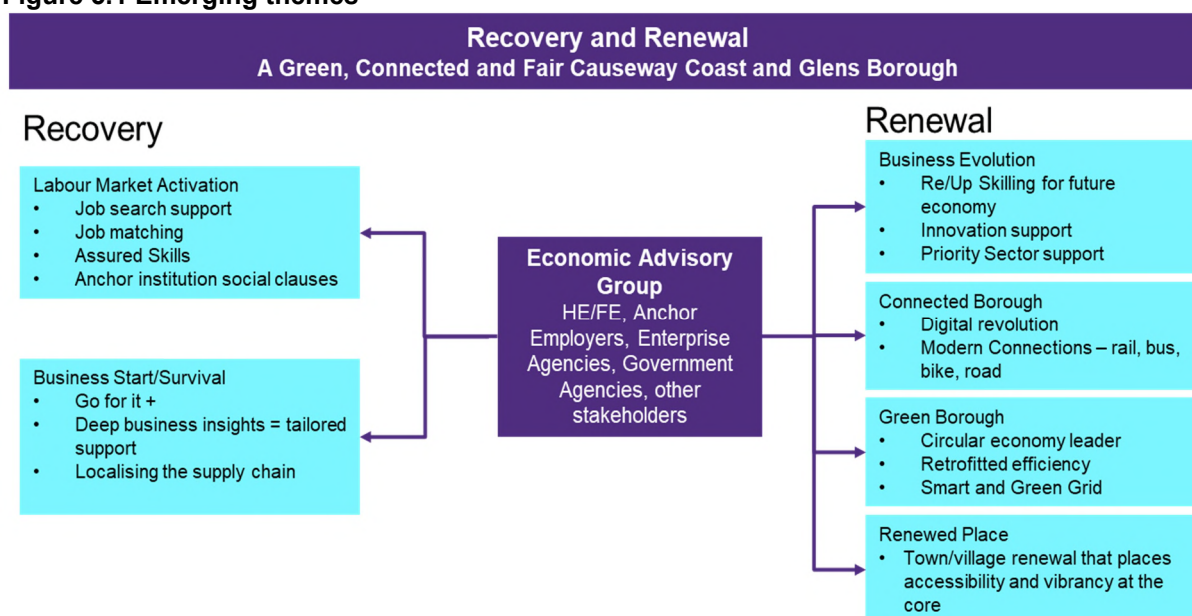 Figure 3.1 Emerging themes
Recovery and Renewal
A Green, Connected and Fair Causeway Coast and Glens Borough
Recovery
Labour Market Activation
• Job search support
• Job matching
• Assured Skills
• Anchor institution social clauses
Business Start/Survival
• Go for it +
• Deep business insights = tailored
support
• Localising the supply chain
Economic Advisory
Group
HE/FE, Anchor
Employers, Enterprise
Agencies, Government
Agencies, other
stakeholders
Renewal
Business Evolution
• Re/Up Skilling for future
economy
• Innovation support
• Priority Sector support
Connected Borough
• Digital revolution
• Modern Connections – rail, bus,
bike, road
Green Borough
• Circular economy leader
• Retrofitted efficiency
• Smart and Green Grid
Renewed Place
• Town/village renewal that places
accessibility and vibrancy at the
core